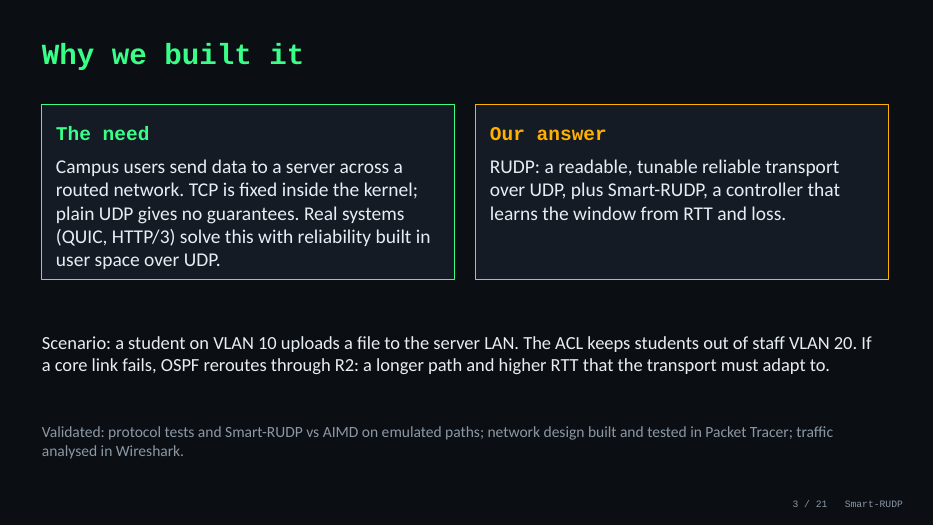 Why we built it
The need
Campus users send data to a server across a
routed network. TCP is fixed inside the kernel;
plain UDP gives no guarantees. Real systems
(QUIC, HTTP/3) solve this with reliability built in
user space over UDP.
Our answer
RUDP: a readable, tunable reliable transport
over UDP, plus Smart-RUDP, a controller that
learns the window from RTT and loss.
Scenario: a student on VLAN 10 uploads a file to the server LAN. The ACL keeps students out of staff VLAN 20. If
a core link fails, OSPF reroutes through R2: a longer path and higher RTT that the transport must adapt to.
Validated: protocol tests and Smart-RUDP vs AIMD on emulated paths; network design built and tested in Packet Tracer; traffic
analysed in Wireshark.
3 / 21 Smart-RUDP